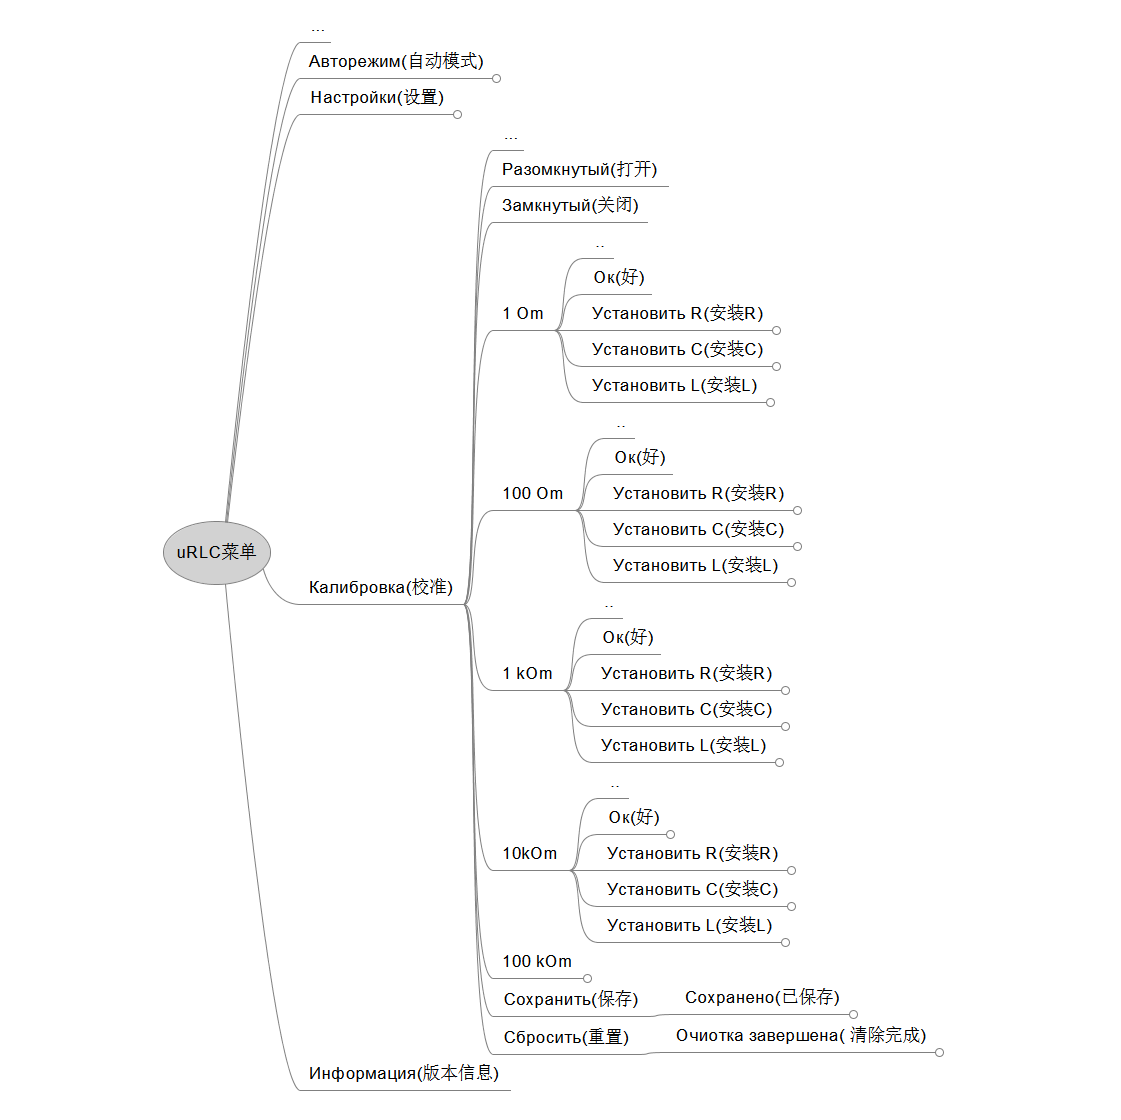 ...
Авторежим(自动模式)
Настройки(设置)
...
Разомкнутый(打开)
Замкнутый(关闭)
..
Ок(好)
1 Om
Установить R(安装R)
Установить C(安装C)
Установить L(安装L)
..
Ок(好)
100 Om
Установить R(安装R)
Установить C(安装C)
Установить L(安装L)
uRLC菜单
Калибровка(校准)
..
Ок(好)
1 kOm
Установить R(安装R)
Установить C(安装C)
Установить L(安装L)
..
Ок(好)
10kOm
Установить R(安装R)
Установить C(安装C)
Установить L(安装L)
100 kOm
Сохранить(保存)
Сохранено(已保存)
Сбросить(重置)
Очиотка завершена( 清除完成)
Информация(版本信息)